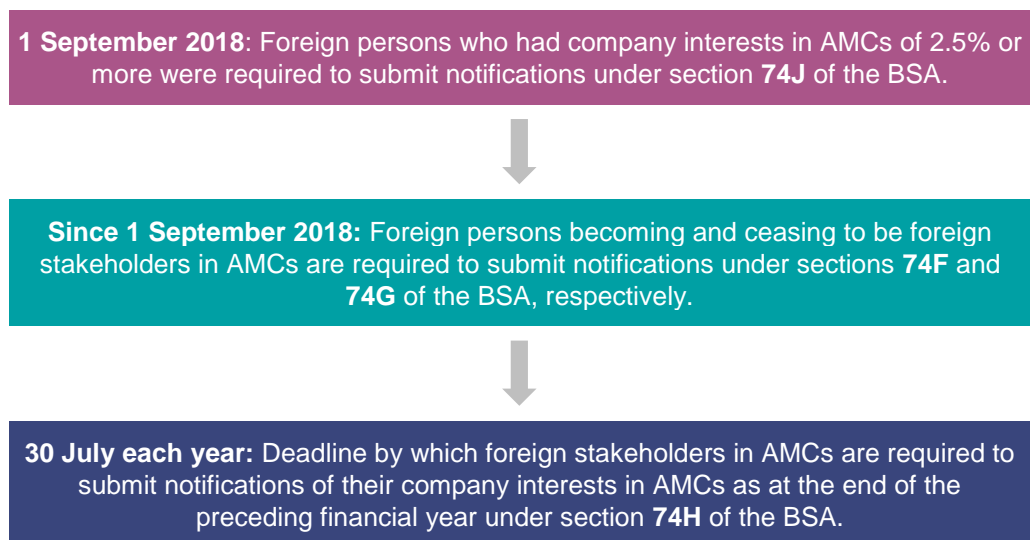 1 September 2018: Foreign persons who had company interests in AMCs of 2.5% or
more were required to submit notifications under section 74J of the BSA.
Since 1 September 2018: Foreign persons becoming and ceasing to be foreign
stakeholders in AMCs are required to submit notifications under sections 74F and
74G of the BSA, respectively.
30 July each year: Deadline by which foreign stakeholders in AMCs are required to
submit notifications of their company interests in AMCs as at the end of the
preceding financial year under section 74H of the BSA.